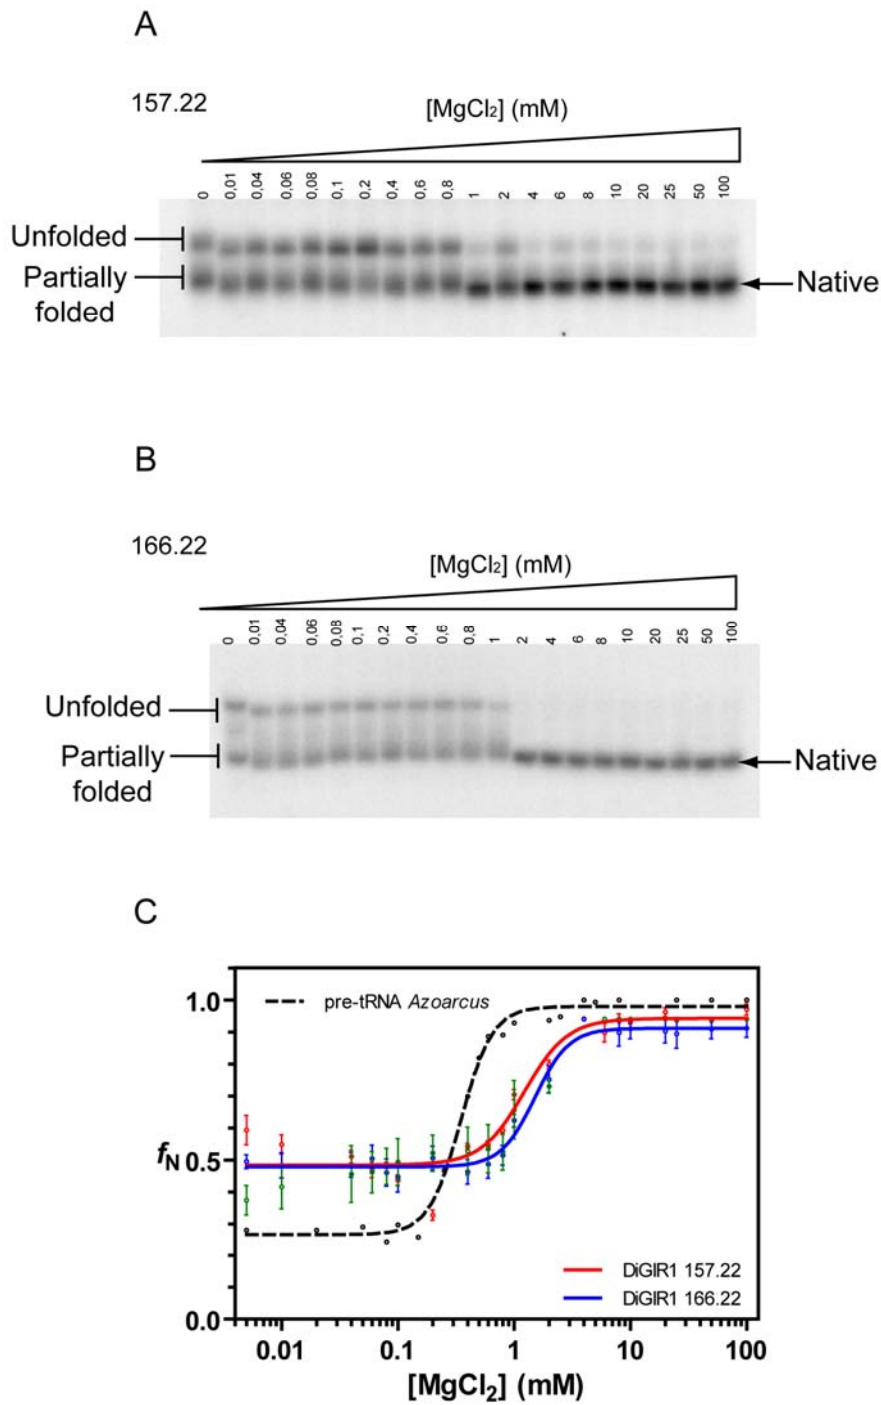 A
157.22
[MgCl₂] (mM)
0 0.01 0.04 0.06 0.08 0.1 0.2 0.4 0.6 0.8 1 2 4 6 8 10 20 25 50 100
Unfolded
Partially
folded
Native
B
166.22
[MgCl₂] (mM)
0 0.01 0.04 0.06 0.08 0.1 0.2 0.4 0.6 0.8 1 2 4 6 8 10 20 25 50 100
Unfolded
Partially
folded
Native
C
1.0
pre-tRNA Azoarcus
fN 0.5
DiGIR1 157.22
DiGIR1 166.22
0.0
0.01 0.1 1 10 100
[MgCl₂] (mM)